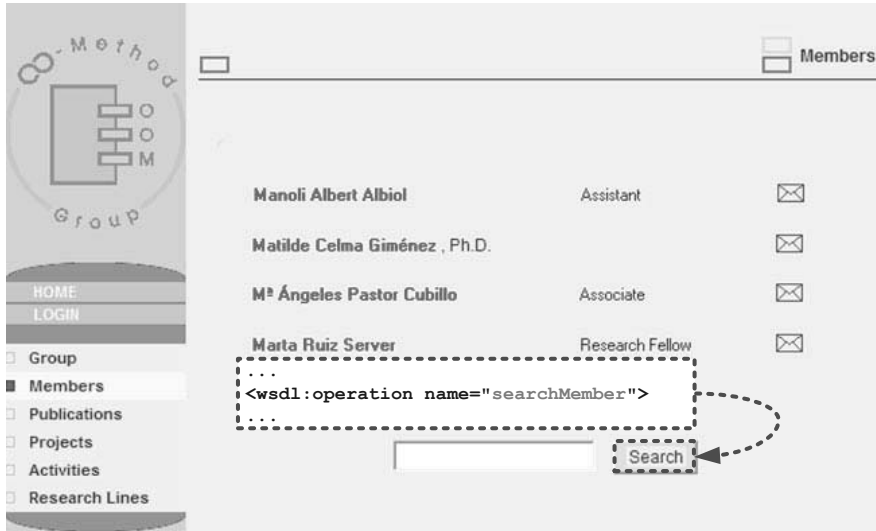 OO-Method
Group
OOM
Members
HOME
LOGIN
Group
Members
Publications
Projects
Activities
Research Lines
Manoli Albert Albiol Assistant
Matilde Celma Giménez , Ph.D.
Mª Ángeles Pastor Cubillo Associate
Marta Ruiz Server Research Fellow
...
<wsdl:operation name="searchMember">
...
Search